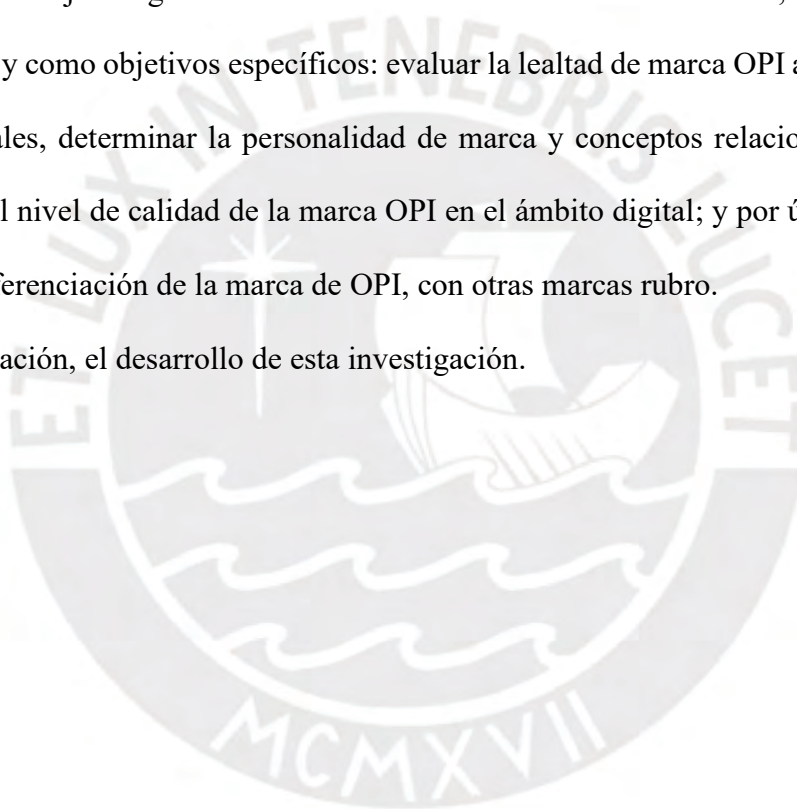 y como objetivos específicos: evaluar la lealtad de marca OPI a
ales, determinar la personalidad de marca y conceptos relacio
l nivel de calidad de la marca OPI en el ámbito digital; y por ú
ferenciación de la marca de OPI, con otras marcas rubro.
ación, el desarrollo de esta investigación.
ET LUX IN TENEBRIS LUCET
MCMXVII